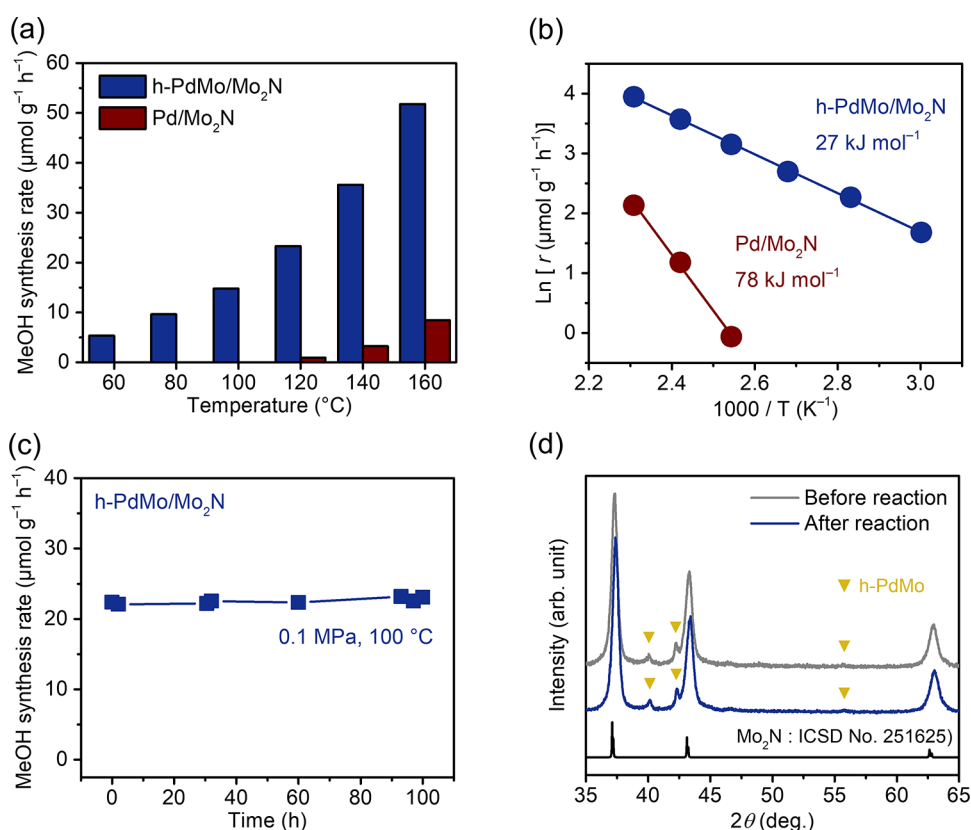 (a)
MeOH synthesis rate (μmol g⁻¹ h⁻¹)
60
50
40
30
20
10
0
h-PdMo/Mo₂N
Pd/Mo₂N
60 80 100 120 140 160
Temperature (°C)
(b)
Ln [ r (μmol g⁻¹ h⁻¹)]
4
3
2
1
0
h-PdMo/Mo₂N
27 kJ mol⁻¹
Pd/Mo₂N
78 kJ mol⁻¹
2.2 2.4 2.6 2.8 3.0
1000 / T (K⁻¹)
(c)
MeOH synthesis rate (μmol g⁻¹ h⁻¹)
40
30
20
10
0
h-PdMo/Mo₂N
0.1 MPa, 100 °C
0 20 40 60 80 100
Time (h)
(d)
Intensity (arb. unit)
Before reaction
After reaction
h-PdMo
Mo₂N : ICSD No. 251625)
35 40 45 50 55 60 65
2θ (deg.)